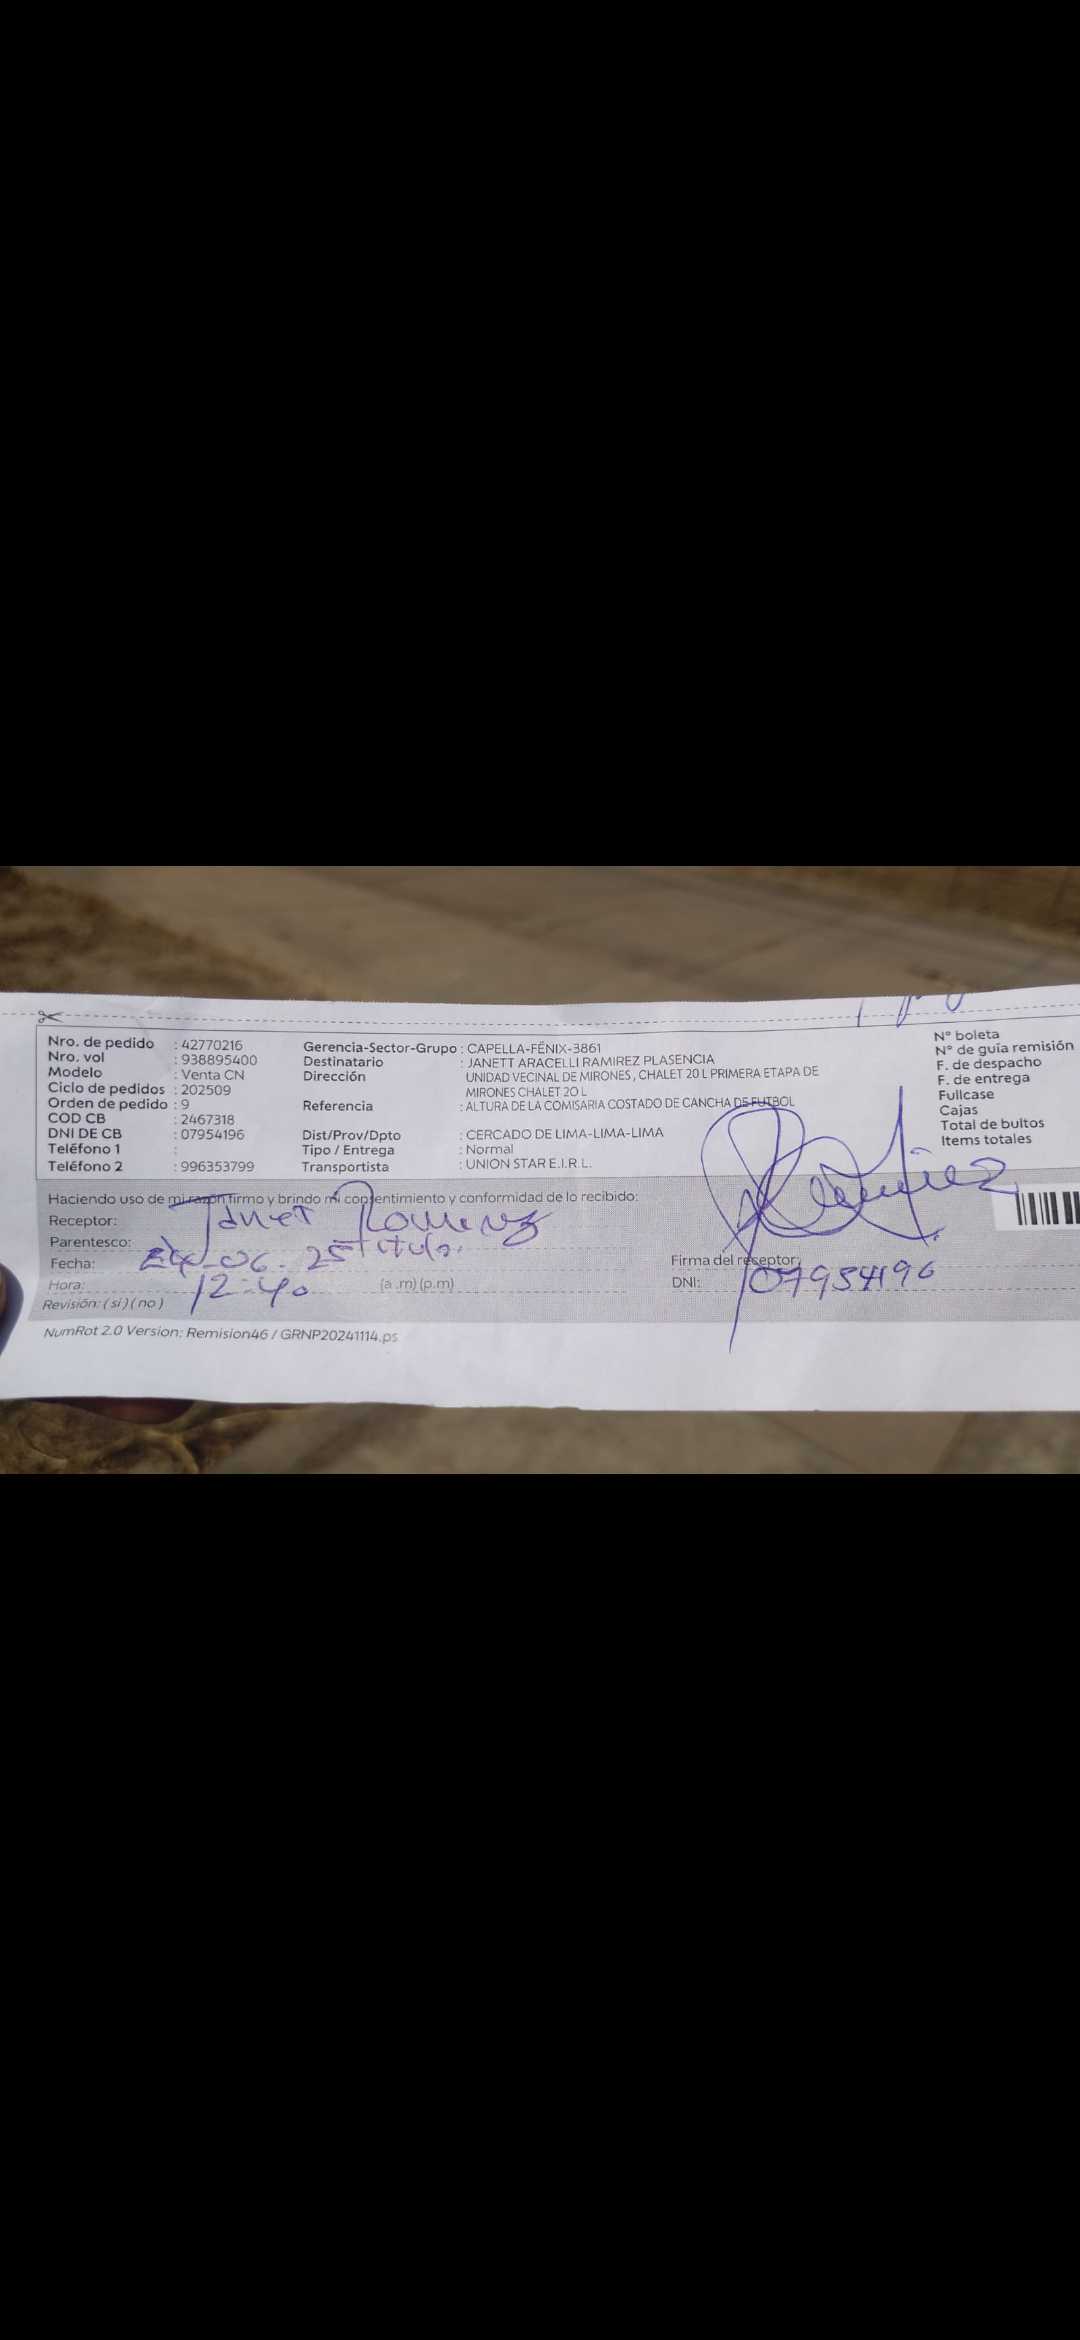 Nro. de pedido : 42770216
Nro. vol : 938895400
Modelo : Venta CN
Ciclo de pedidos : 202509
Orden de pedido : 9
COD CB : 2467318
DNI DE CB : 07954196
Teléfono 1 :
Teléfono 2 : 996353799
Gerencia-Sector-Grupo : CAPELLA-FÉNIX-3861
Destinatario : JANETT ARACELLI RAMIREZ PLASENCIA
Dirección UNIDAD VECINAL DE MIRONES , CHALET 20 L PRIMERA ETAPA DE
MIRONES CHALET 20 L
Referencia : ALTURA DE LA COMISARIA COSTADO DE CANCHA DE FUTBOL
Dist/Prov/Dpto : CERCADO DE LIMA-LIMA-LIMA
Tipo / Entrega : Normal
Transportista : UNION STAR E.I.R.L.
N° boleta
N° de guía remisión
F. de despacho
F. de entrega
Fullcase
Cajas
Total de bultos
Items totales
Haciendo uso de mi razón firmo y brindo mi consentimiento y conformidad de lo recibido:
Receptor: Janet Ramirez
Parentesco: Titular
Fecha: 24-06-25
Hora: 12:40 (a .m) (p.m)
Revisión: ( si ) ( no )
Firma del receptor: Ramirez
DNI: 07954196
NumRot 2.0 Version: Remision46 / GRNP20241114.ps